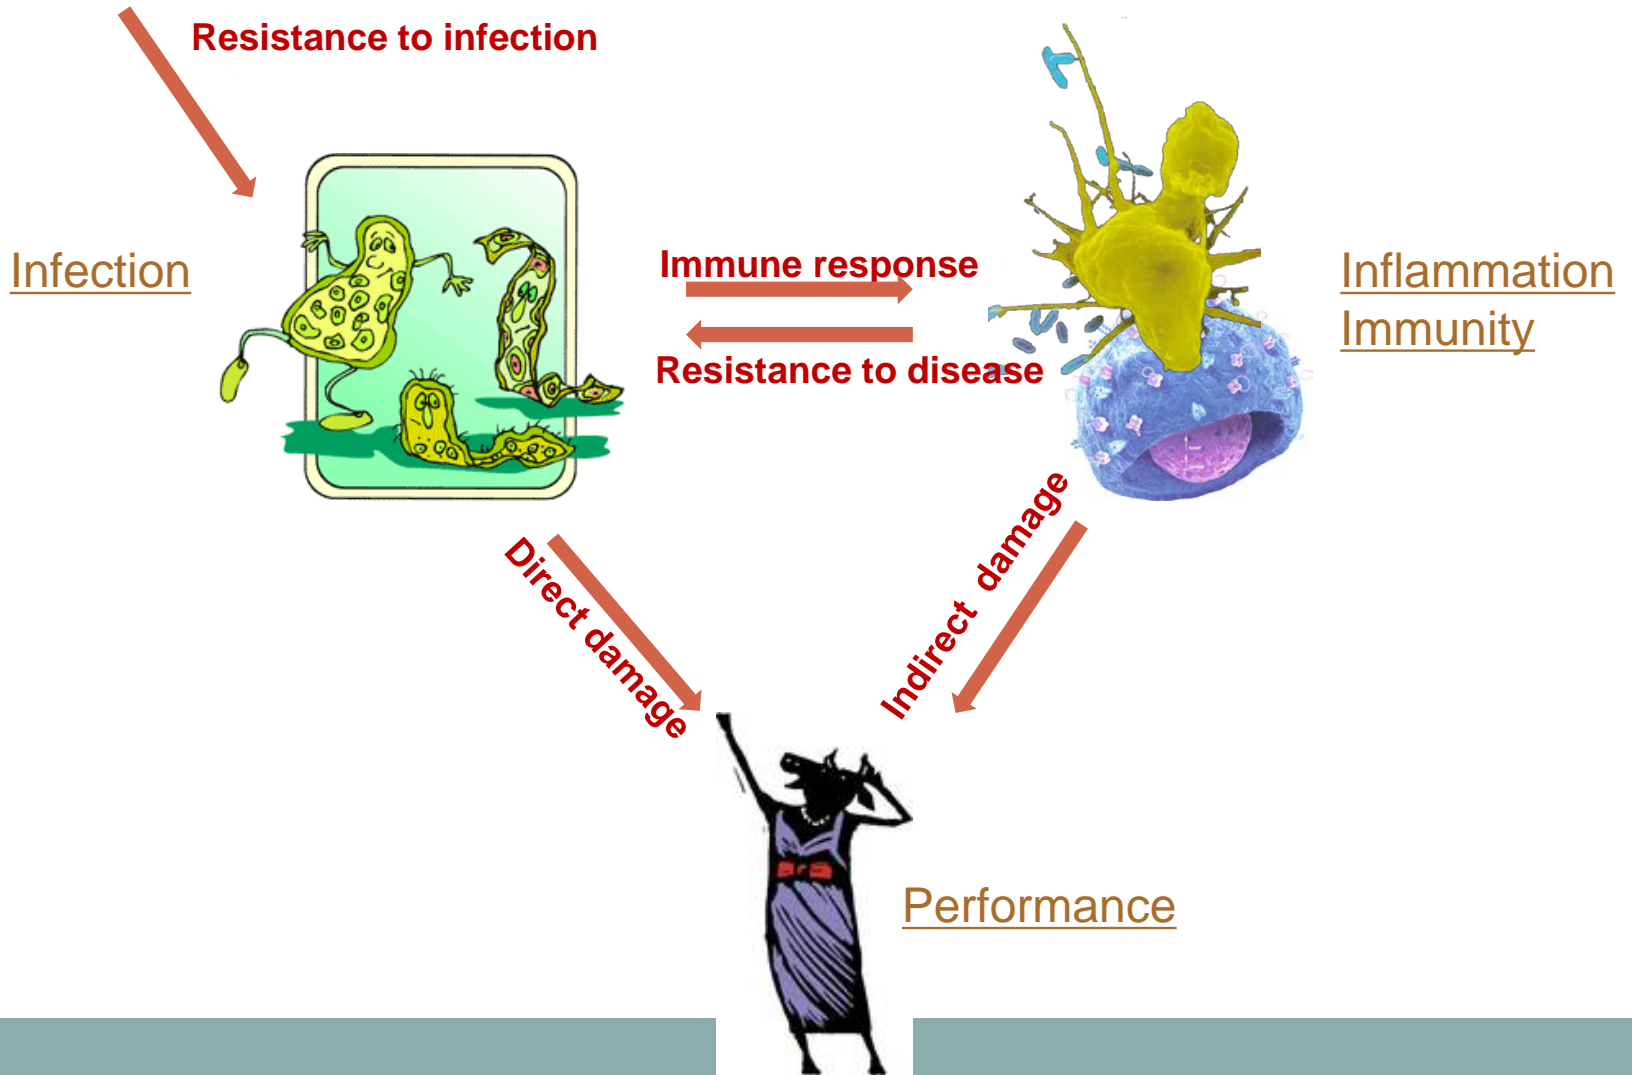 Resistance to infection
Infection
Immune response
Resistance to disease
Inflammation
Immunity
Direct damage
Indirect damage
Performance